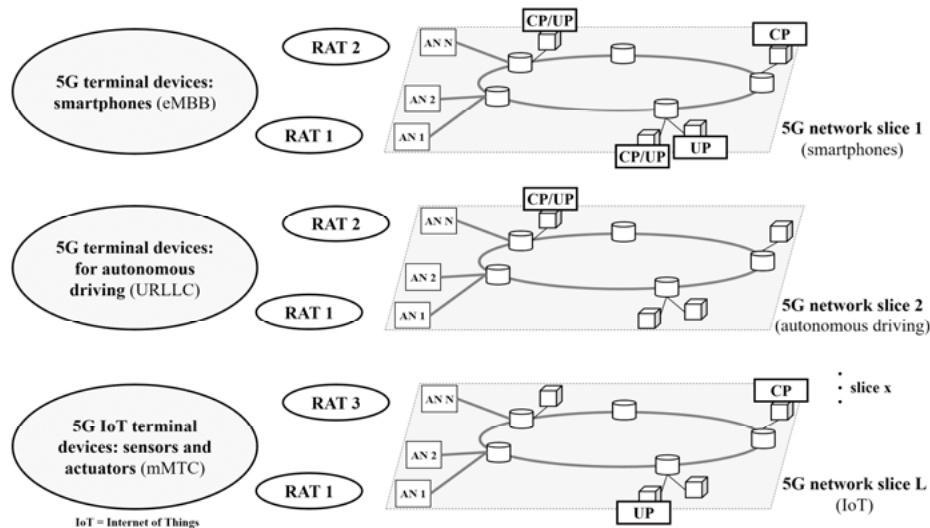 5G terminal devices:
smartphones (eMBB)
RAT 2
RAT 1
AN N
AN 2
AN 1
CP/UP
CP
CP/UP
UP
5G network slice 1
(smartphones)
5G terminal devices:
for autonomous
driving (URLLC)
RAT 2
RAT 1
AN N
AN 2
AN 1
CP/UP
5G network slice 2
(autonomous driving)
5G IoT terminal
devices: sensors and
actuators (mMTC)
IoT = Internet of Things
RAT 3
RAT 1
AN N
AN 2
AN 1
CP
UP
slice x
5G network slice L
(IoT)